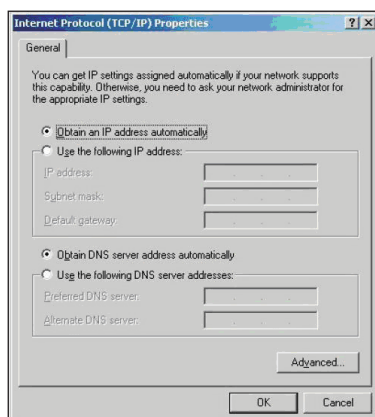 Internet Protocol (TCP/IP) Properties
General
You can get IP settings assigned automatically if your network supports
this capability. Otherwise, you need to ask your network administrator for
the appropriate IP settings.
Obtain an IP address automatically
Use the following IP address:
IP address:
Subnet mask:
Default gateway:
Obtain DNS server address automatically
Use the following DNS server addresses:
Preferred DNS server:
Alternate DNS server:
Advanced...
OK
Cancel